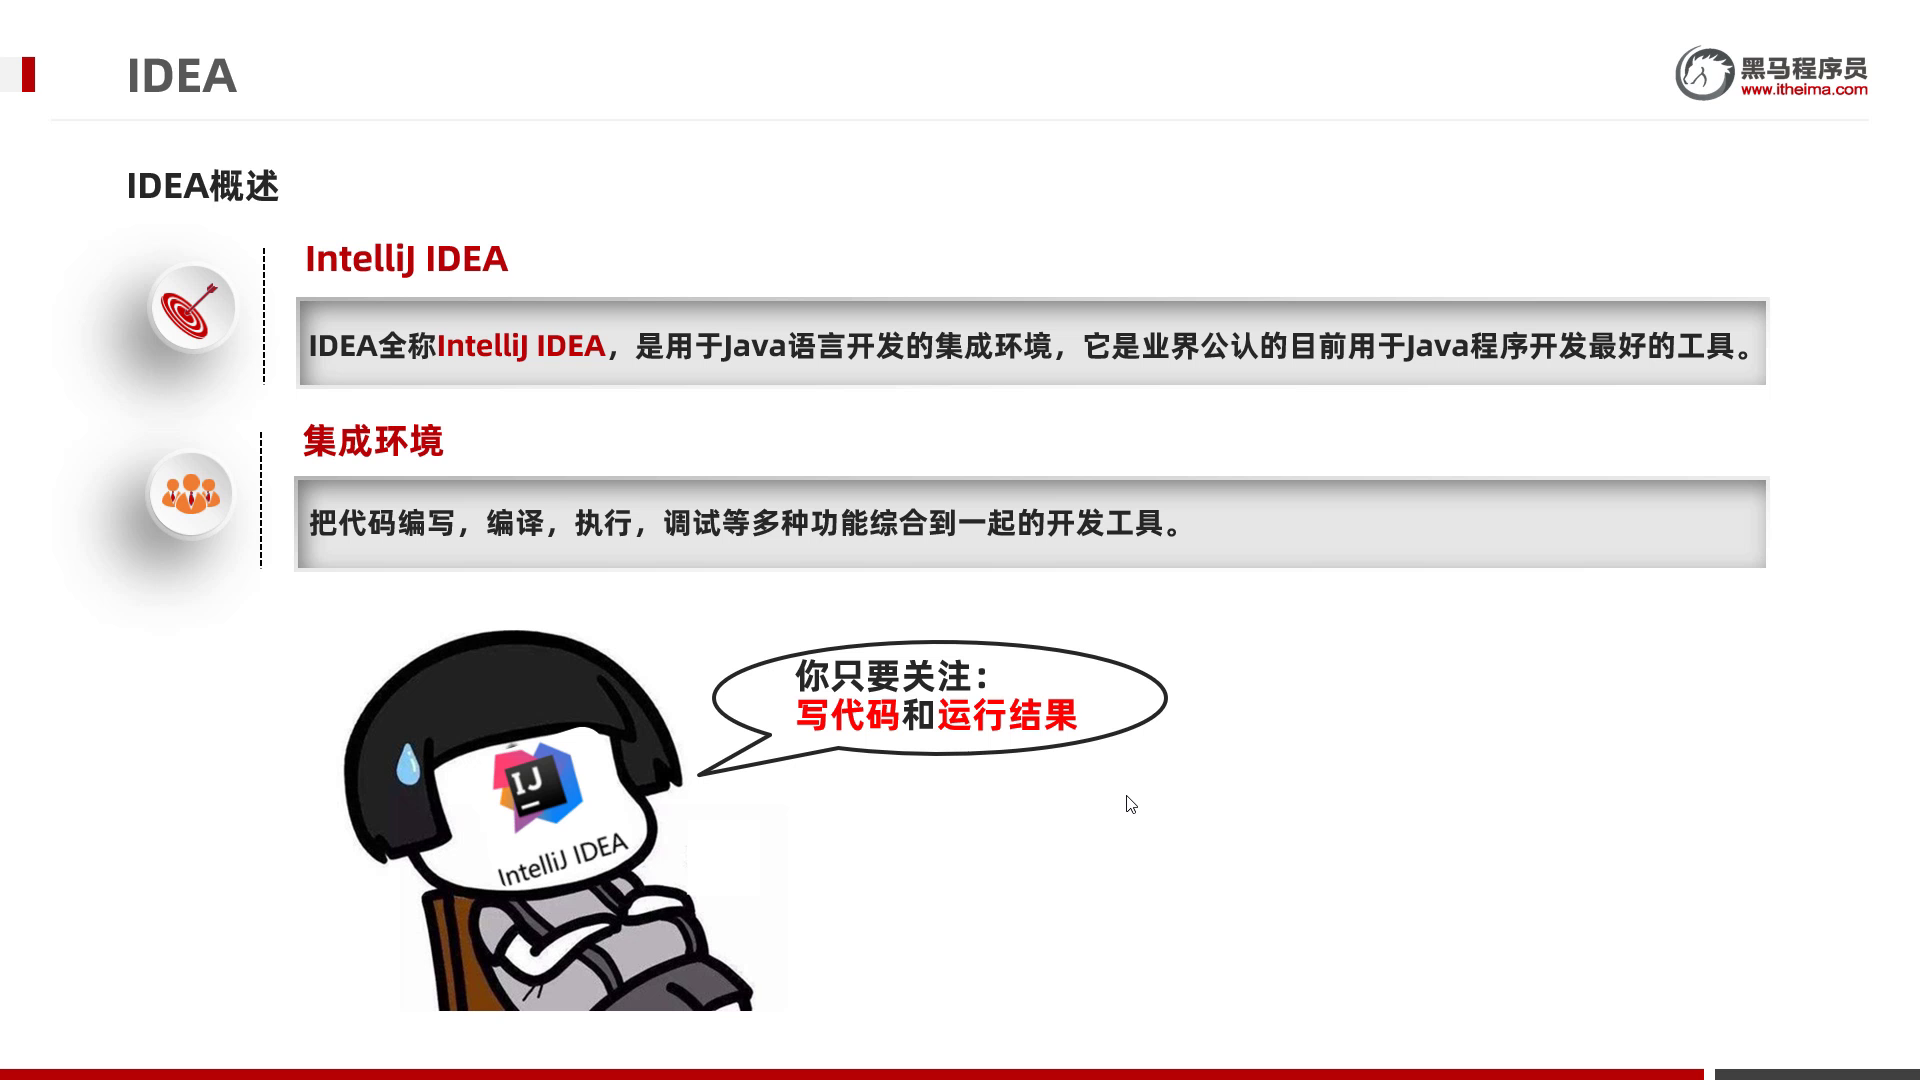 IDEA
黑马程序员
www.itheima.com
IDEA概述
IntelliJ IDEA
IDEA全称IntelliJ IDEA，是用于Java语言开发的集成环境，它是业界公认的目前用于Java程序开发最好的工具。
集成环境
把代码编写，编译，执行，调试等多种功能综合到一起的开发工具。
你只要关注：
写代码和运行结果
IJ
IntelliJ IDEA